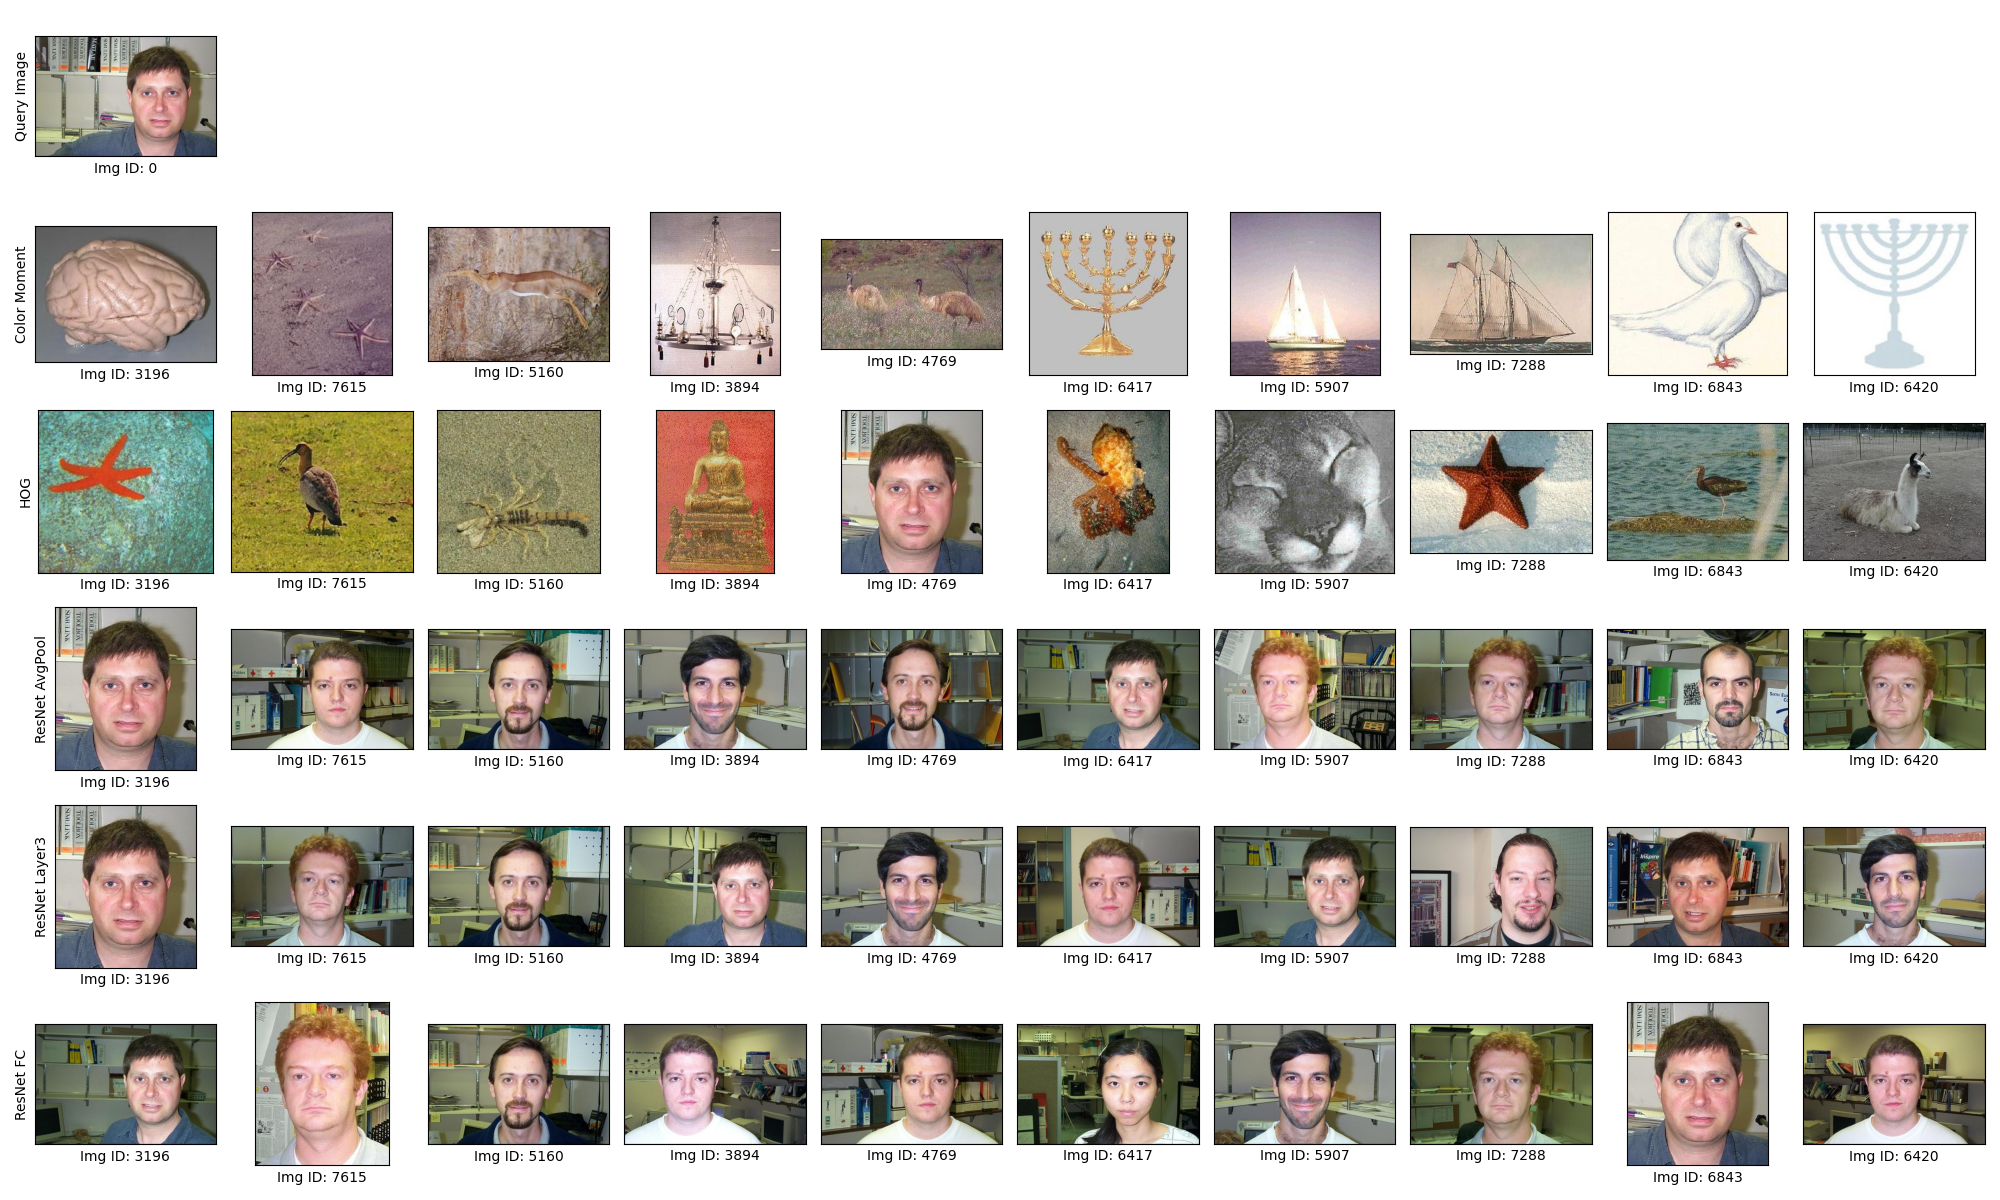 Query Image
Img ID: 0
Color Moment
Img ID: 3196
Img ID: 7615
Img ID: 5160
Img ID: 3894
Img ID: 4769
Img ID: 6417
Img ID: 5907
Img ID: 7288
Img ID: 6843
Img ID: 6420
HOG
Img ID: 3196
Img ID: 7615
Img ID: 5160
Img ID: 3894
Img ID: 4769
Img ID: 6417
Img ID: 5907
Img ID: 7288
Img ID: 6843
Img ID: 6420
ResNet AvgPool
Img ID: 3196
Img ID: 7615
Img ID: 5160
Img ID: 3894
Img ID: 4769
Img ID: 6417
Img ID: 5907
Img ID: 7288
Img ID: 6843
Img ID: 6420
ResNet Layer3
Img ID: 3196
Img ID: 7615
Img ID: 5160
Img ID: 3894
Img ID: 4769
Img ID: 6417
Img ID: 5907
Img ID: 7288
Img ID: 6843
Img ID: 6420
ResNet FC
Img ID: 3196
Img ID: 7615
Img ID: 5160
Img ID: 3894
Img ID: 4769
Img ID: 6417
Img ID: 5907
Img ID: 7288
Img ID: 6843
Img ID: 6420